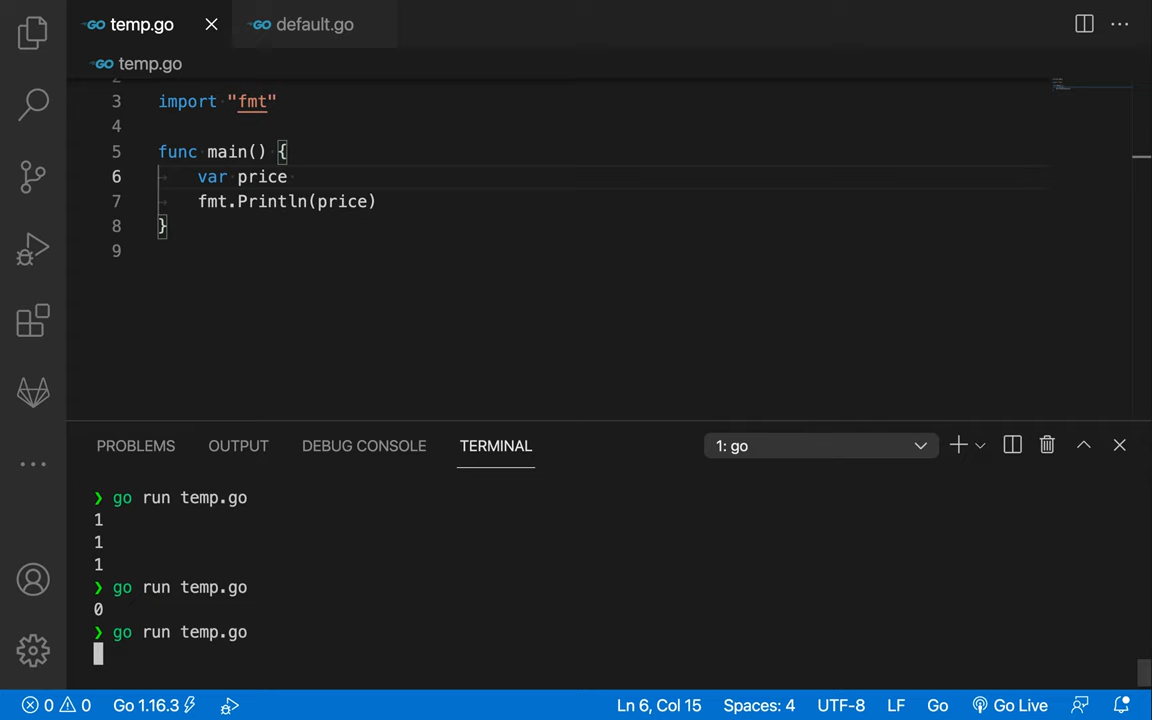 temp.go
default.go
temp.go
2
3 import "fmt"
4
5 func main() {
6 var price
7 fmt.Println(price)
8 }
9
PROBLEMS OUTPUT DEBUG CONSOLE TERMINAL 1: go
❯ go run temp.go
1
1
1
❯ go run temp.go
0
❯ go run temp.go
0 0 Go 1.16.3 Ln 6, Col 15 Spaces: 4 UTF-8 LF Go Go Live